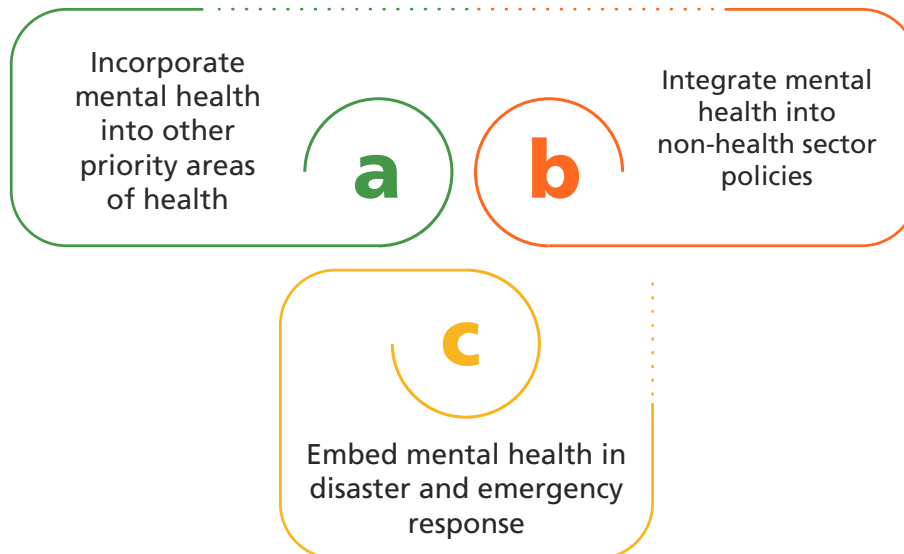 Incorporate
mental health
into other
priority areas
of health
a
b
Integrate mental
health into
non-health sector
policies
c
Embed mental health in
disaster and emergency
response